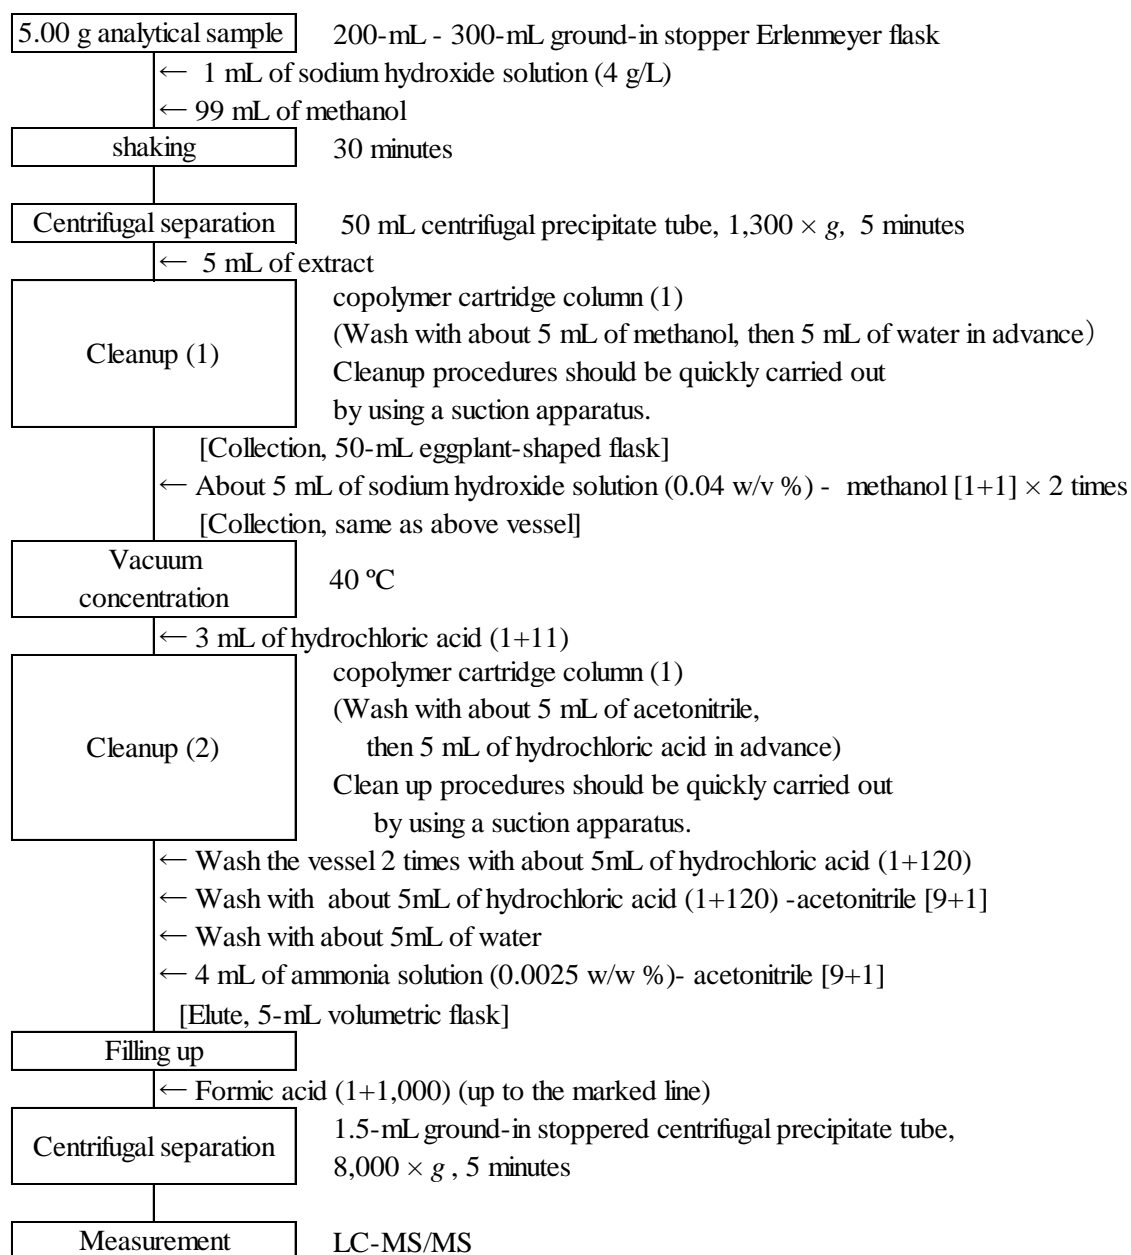 5.00 g analytical sample 200-mL - 300-mL ground-in stopper Erlenmeyer flask
← 1 mL of sodium hydroxide solution (4 g/L)
← 99 mL of methanol
shaking 30 minutes
Centrifugal separation 50 mL centrifugal precipitate tube, 1,300 × g, 5 minutes
← 5 mL of extract
copolymer cartridge column (1)
(Wash with about 5 mL of methanol, then 5 mL of water in advance)
Cleanup (1)
Cleanup procedures should be quickly carried out
by using a suction apparatus.
[Collection, 50-mL eggplant-shaped flask]
← About 5 mL of sodium hydroxide solution (0.04 w/v %) - methanol [1+1] × 2 times
[Collection, same as above vessel]
Vacuum
concentration
40 ºC
← 3 mL of hydrochloric acid (1+11)
copolymer cartridge column (1)
(Wash with about 5 mL of acetonitrile,
Cleanup (2)
then 5 mL of hydrochloric acid in advance)
Clean up procedures should be quickly carried out
by using a suction apparatus.
← Wash the vessel 2 times with about 5mL of hydrochloric acid (1+120)
← Wash with about 5mL of hydrochloric acid (1+120) -acetonitrile [9+1]
← Wash with about 5mL of water
← 4 mL of ammonia solution (0.0025 w/w %)- acetonitrile [9+1]
[Elute, 5-mL volumetric flask]
Filling up
← Formic acid (1+1,000) (up to the marked line)
Centrifugal separation
1.5-mL ground-in stoppered centrifugal precipitate tube,
8,000 × g , 5 minutes
Measurement LC-MS/MS